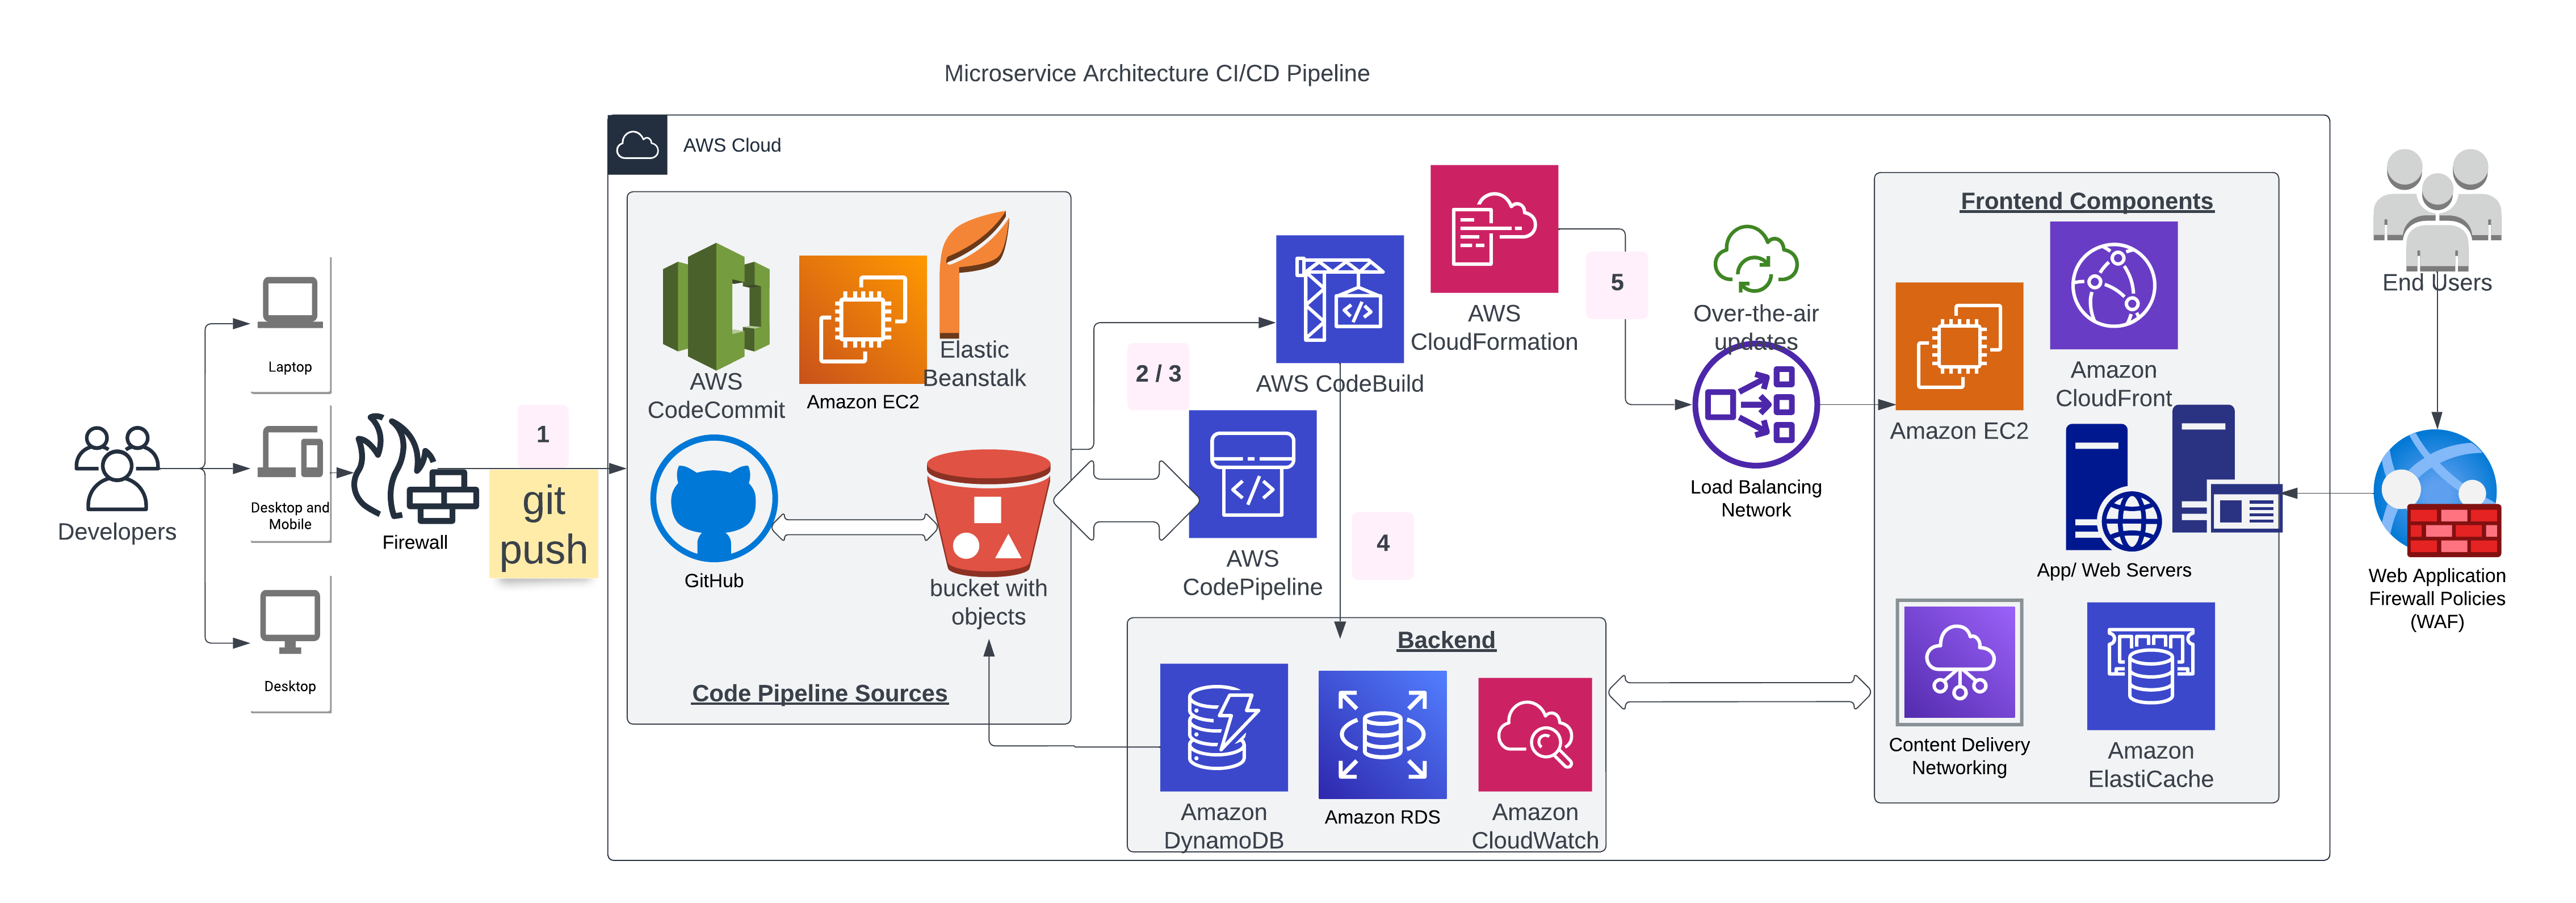 Microservice Architecture CI/CD Pipeline
AWS Cloud
Developers
Laptop
Desktop and
Mobile
Desktop
Firewall
1
git
push
AWS
CodeCommit
Amazon EC2
Elastic
Beanstalk
GitHub
bucket with
objects
Code Pipeline Sources
2 / 3
AWS CodeBuild
AWS
CodePipeline
AWS
CloudFormation
4
5
Over-the-air
updates
Load Balancing
Network
Backend
Amazon
DynamoDB
Amazon RDS
Amazon
CloudWatch
Frontend Components
Amazon EC2
Amazon
CloudFront
App/ Web Servers
Content Delivery
Networking
Amazon
ElastiCache
End Users
Web Application
Firewall Policies
(WAF)